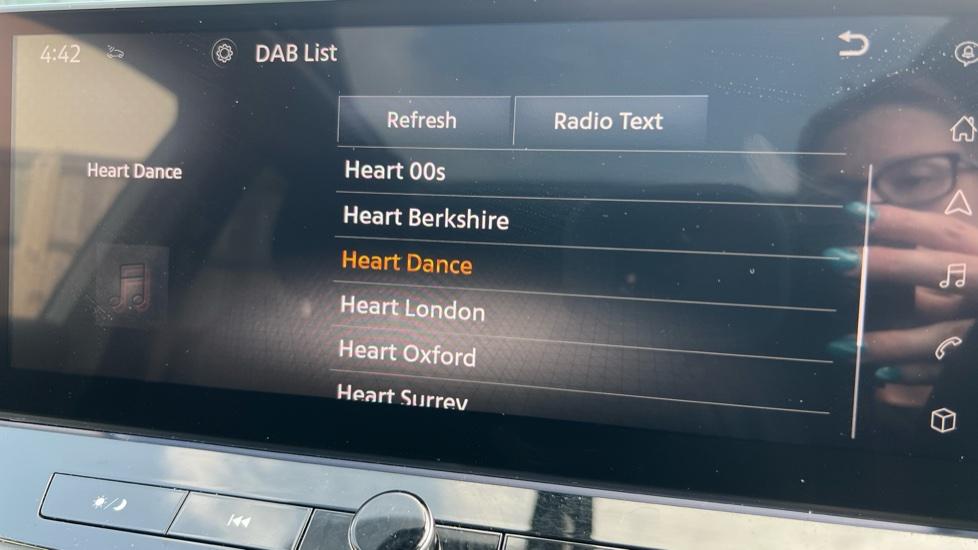 4:42
DAB List
Refresh
Radio Text
Heart Dance
Heart 00s
Heart Berkshire
Heart Dance
Heart London
Heart Oxford
Heart Surrey